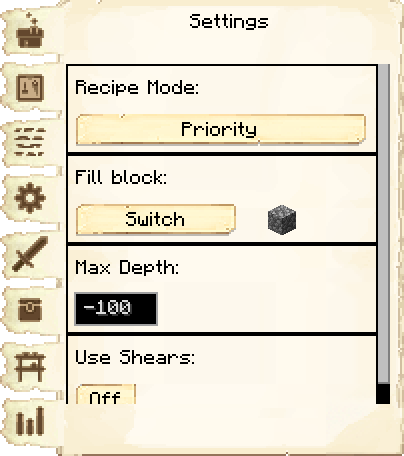 Settings
Recipe Mode:
Priority
Fill block:
Switch
Max Depth:
-100
Use Shears:
Off